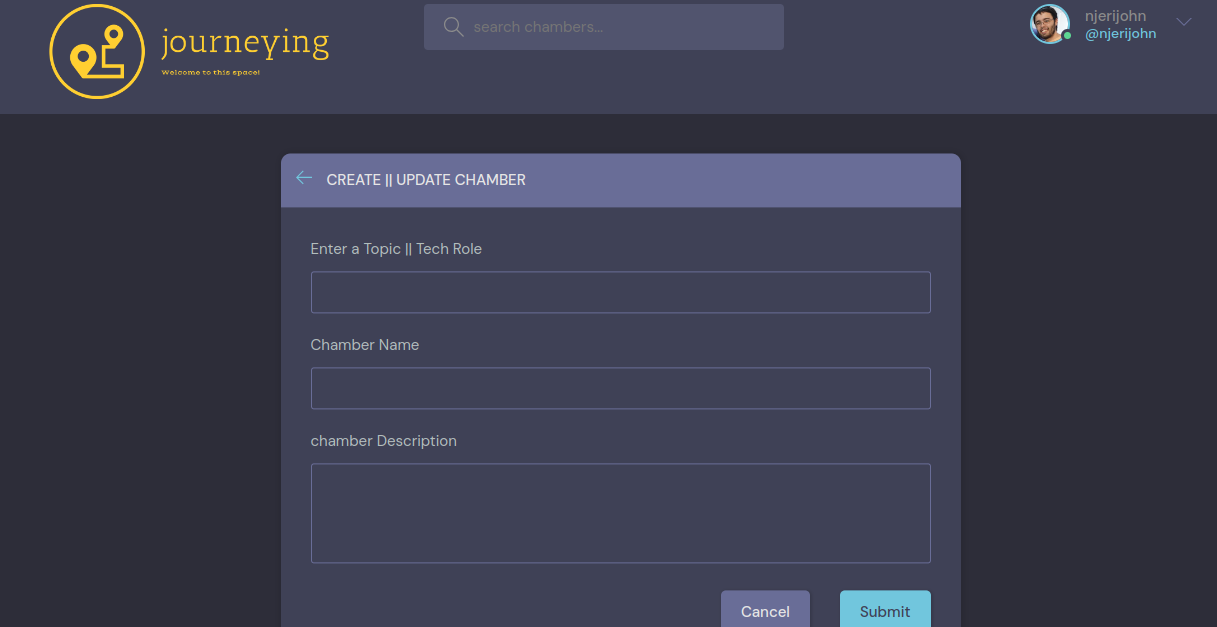 journeying
Welcome to this space!
search chambers...
njerijohn
@njerijohn
CREATE || UPDATE CHAMBER
Enter a Topic || Tech Role
Chamber Name
chamber Description
Cancel
Submit